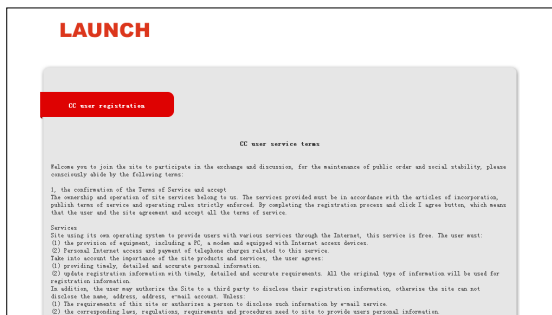 LAUNCH
CC user registration
CC user service terms
Welcome you to join the site to participate in the exchange and discussion, for the maintenance of public order and social stability, please
consciously abide by the following terms:
1, the confirmation of the Terms of Service and accept
The ownership and operation of site services belong to us. The services provided must be in accordance with the articles of incorporation,
publish terms of service and operating rules strictly enforced. By completing the registration process and click I agree button, which means
that the user and the site agreement and accept all the terms of service.
Services
Site using its own operating system to provide users with various services through the Internet, this service is free. The user must:
(1) the provision of equipment, including a PC, a modem and equipped with Internet access devices.
(2) Personal Internet access and payment of telephone charges related to this service.
Take into account the importance of the site products and services, the user agrees:
(1) providing timely, detailed and accurate personal information.
(2) update registration information with timely, detailed and accurate requirements. All the original type of information will be used for
registration information.
In addition, the user may authorize the Site to a third party to disclose their registration information, otherwise the site can not
disclose the name, address, address, e-mail account. Unless:
(1) The requirements of this site or authorizes a person to disclose such information by e-mail service.
(2) the corresponding laws, regulations, requirements and procedures need to site to provide users personal information.